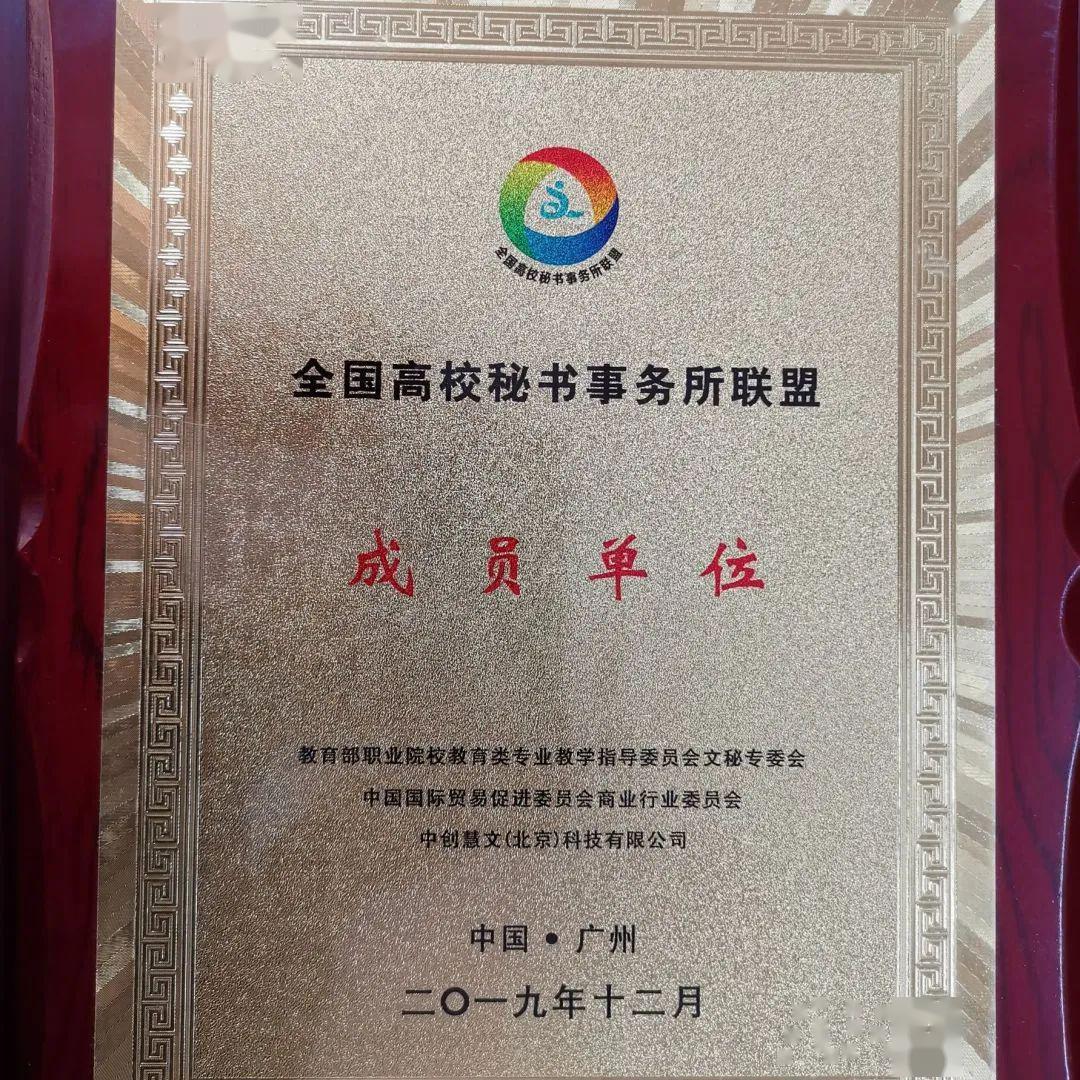 全国高校秘书事务所联盟
全国高校秘书事务所联盟
成员单位
教育部职业院校教育类专业教学指导委员会文秘专委会
中国国际贸易促进委员会商业行业委员会
中创慧文(北京)科技有限公司
中国·广州
二〇一九年十二月